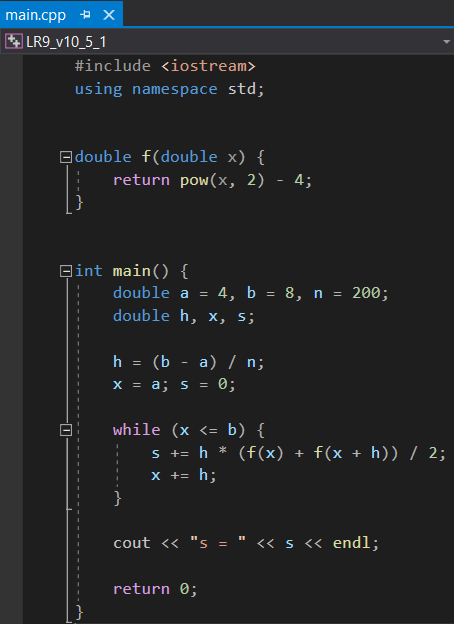 main.cpp
LR9_v10_5_1
#include <iostream>
using namespace std;
double f(double x) {
return pow(x, 2) - 4;
}
int main() {
double a = 4, b = 8, n = 200;
double h, x, s;
h = (b - a) / n;
x = a; s = 0;
while (x <= b) {
s += h * (f(x) + f(x + h)) / 2;
x += h;
}
cout << "s = " << s << endl;
return 0;
}